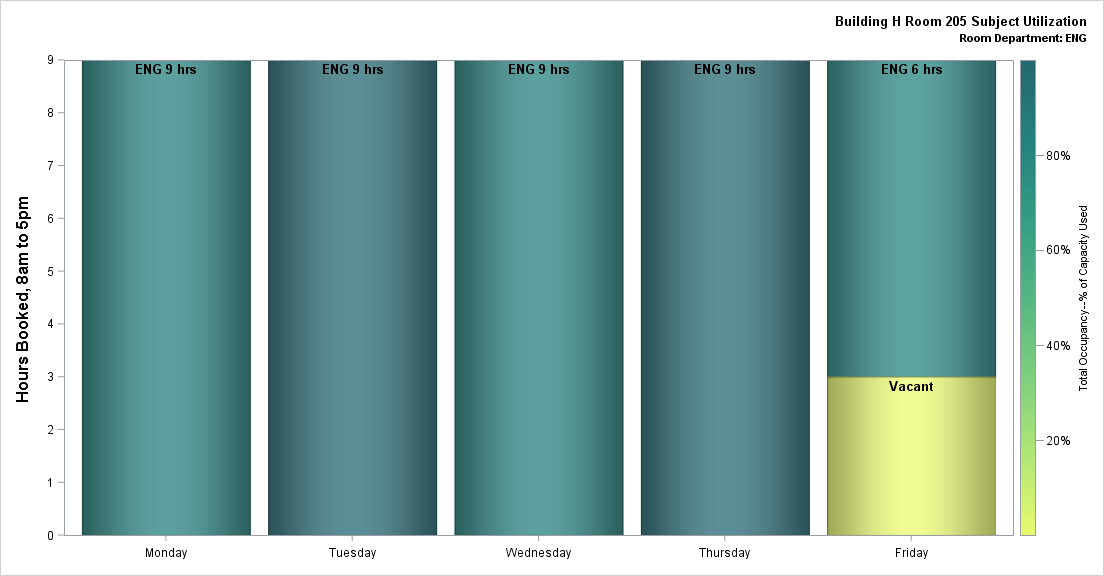 Building H Room 205 Subject Utilization
Room Department: ENG
Hours Booked, 8am to 5pm
9
8
7
6
5
4
3
2
1
0
ENG 9 hrs
ENG 9 hrs
ENG 9 hrs
ENG 9 hrs
ENG 6 hrs
Vacant
Monday
Tuesday
Wednesday
Thursday
Friday
80%
60%
40%
20%
Total Occupancy--% of Capacity Used